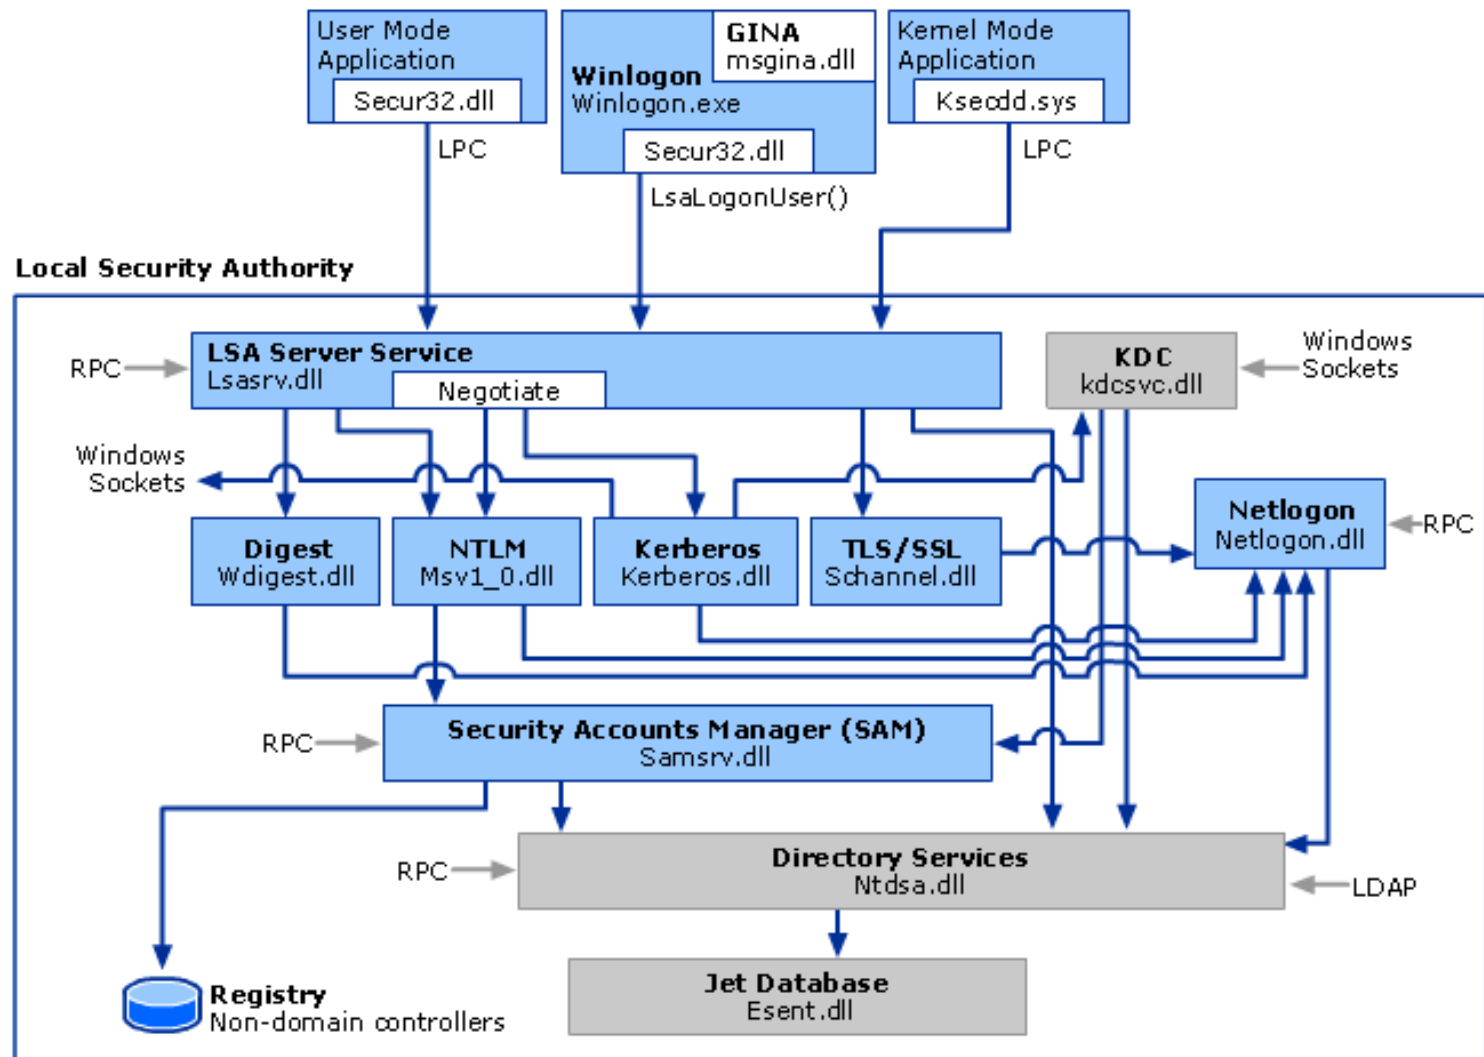 User Mode
Application
Secur32.dll
LPC
GINA
msgina.dll
Winlogon
Winlogon.exe
Secur32.dll
LsaLogonUser()
Kernel Mode
Application
Ksecdd.sys
LPC
Local Security Authority
RPC
LSA Server Service
Lsasrv.dll
Negotiate
KDC
kdcsvc.dll
Windows
Sockets
Windows
Sockets
Digest
Wdigest.dll
NTLM
Msv1_0.dll
Kerberos
Kerberos.dll
TLS/SSL
Schannel.dll
Netlogon
Netlogon.dll
RPC
RPC
Security Accounts Manager (SAM)
Samsrv.dll
RPC
Directory Services
Ntdsa.dll
LDAP
Jet Database
Esent.dll
Registry
Non-domain controllers